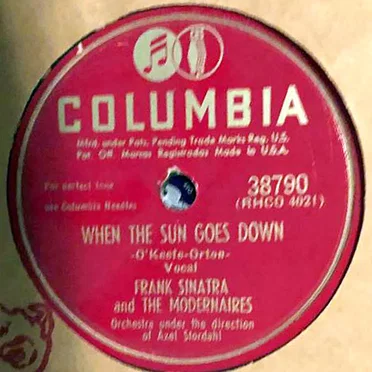 COLUMBIA
Mfrd. under Pats. Pending Trade Marks Reg. U.S.
Pat. Off. Marcas Registradas Made in U.S.A.
For perfect tone
use Columbia Needles
38790
(RHCO 4021)
WHEN THE SUN GOES DOWN
-O'Keefe-Orton-
Vocal
FRANK SINATRA
and THE MODERNAIRES
Orchestra under the direction
of Axel Stordahl